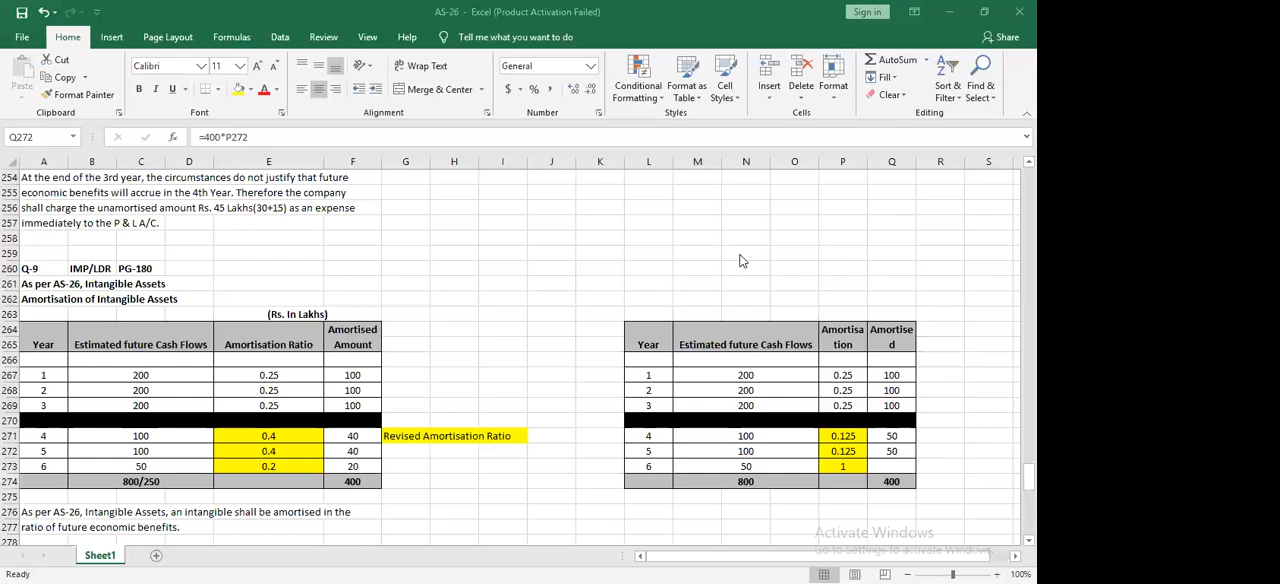 AS-26 - Excel (Product Activation Failed)
Sign in
File Home Insert Page Layout Formulas Data Review View Help Tell me what you want to do Share
Paste
Cut
Copy
Format Painter
Clipboard
Calibri 11
B I U
Font
Wrap Text
Merge & Center
Alignment
General
$ % ,
Number
Conditional Formatting
Format as Table
Cell Styles
Styles
Insert Delete Format
Cells
AutoSum
Fill
Clear
Sort & Filter
Find & Select
Editing
Q272 fx =400*P272
A B C D E F G H I J K L M N O P Q R S
254 At the end of the 3rd year, the circumstances do not justify that future
255 economic benefits will accrue in the 4th Year. Therefore the company
256 shall charge the unamortised amount Rs. 45 Lakhs(30+15) as an expense
257 immediately to the P & L A/C.
258
259
260 Q-9 IMP/LDR PG-180
261 As per AS-26, Intangible Assets
262 Amortisation of Intangible Assets
263 (Rs. In Lakhs)
264 Amortised Amortisa Amortise
265 Year Estimated future Cash Flows Amortisation Ratio Amount Year Estimated future Cash Flows tion d
266
267 1 200 0.25 100 1 200 0.25 100
268 2 200 0.25 100 2 200 0.25 100
269 3 200 0.25 100 3 200 0.25 100
270
271 4 100 0.4 40 Revised Amortisation Ratio 4 100 0.125 50
272 5 100 0.4 40 5 100 0.125 50
273 6 50 0.2 20 6 50 1
274 800/250 400 800 400
275
276 As per AS-26, Intangible Assets, an intangible shall be amortised in the
277 ratio of future economic benefits.
278
Activate Windows
Go to Settings to activate Windows.
Sheet1
Ready 100%